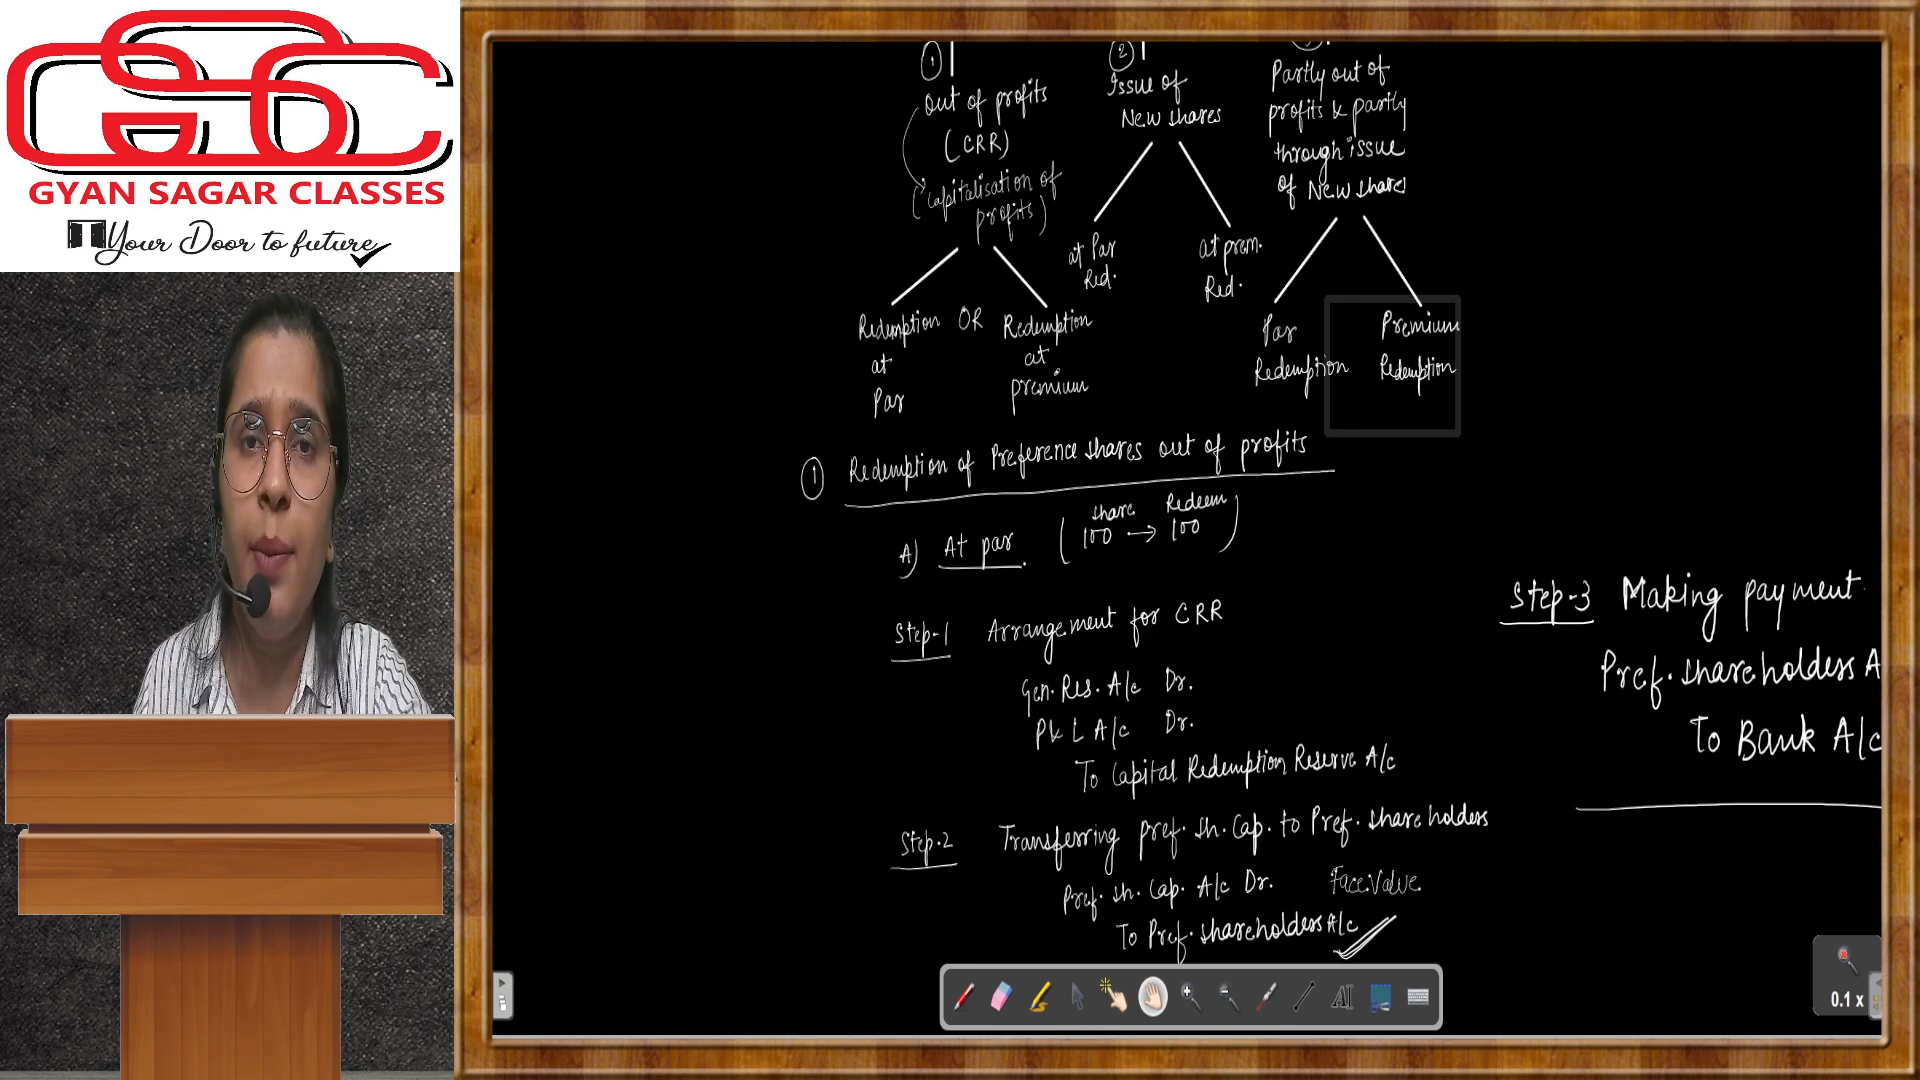 GSC
GYAN SAGAR CLASSES
Your Door to future
1
out of profits
(CRR)
(capitalisation of
profits)
Redemption
at
Par
OR
Redemption
at
premium
2
Issue of
New shares
at Par
Red.
at prem.
Red.
Partly out of
profits & partly
through issue
of New shares
Par
Redemption
Premium
Redemption
1 Redemption of Preference shares out of profits
A) At par. ( share 100 → Redeem 100 )
Step-1 Arrangement for CRR
Gen. Res. A/c Dr.
P& L A/c Dr.
To Capital Redemption Reserve A/c
Step-2 Transferring pref. sh. Cap. to Pref. shareholders
Pref. sh. Cap. A/c Dr. Face Value
To Pref. shareholders A/c
Step-3 Making payment.
Pref. shareholders A
To Bank A/c
AI
0.1 x